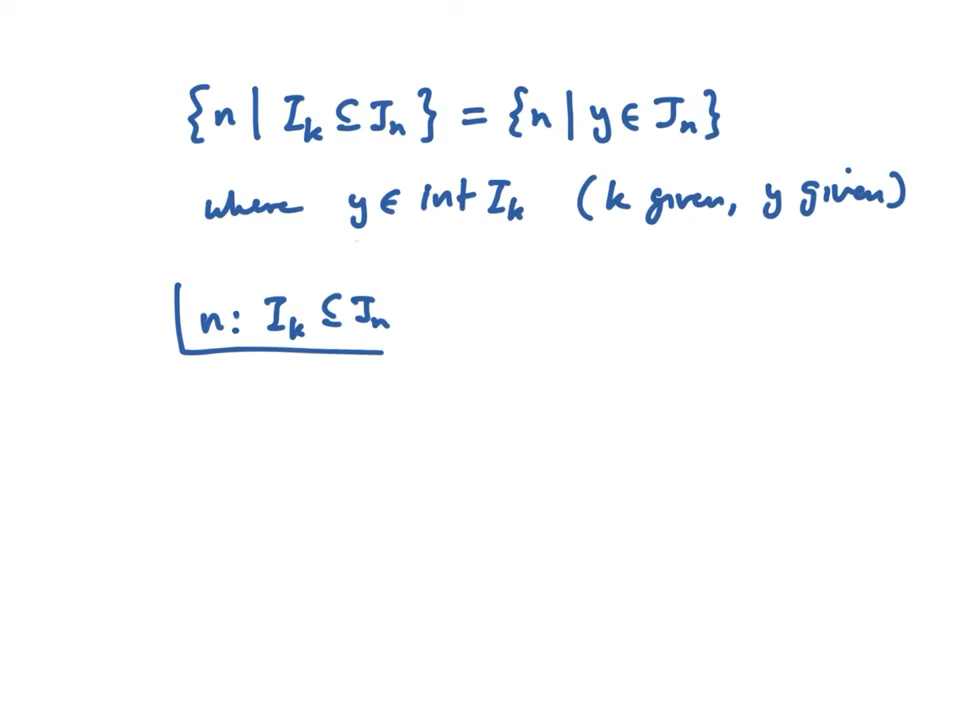 {n | I_k ⊆ J_n} = {n | y ∈ J_n}
where y ∈ int I_k (k given, y given)
n: I_k ⊆ J_n